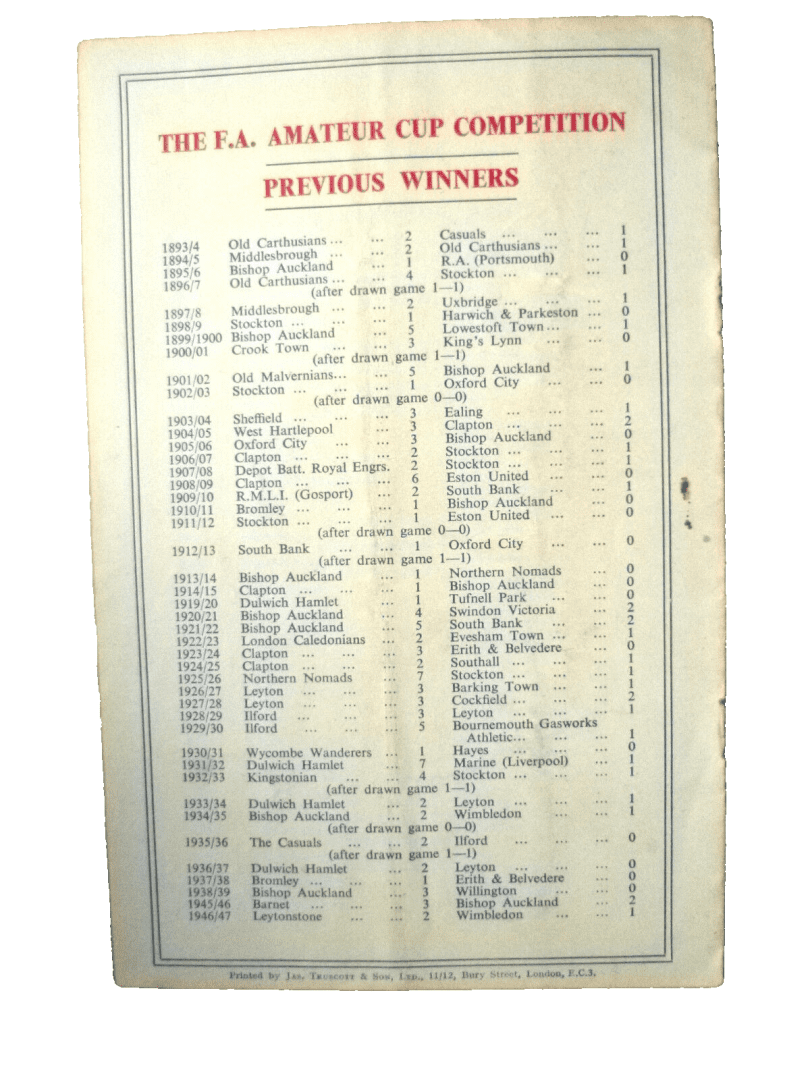 THE F.A. AMATEUR CUP COMPETITION
PREVIOUS WINNERS
1893/4 Old Carthusians ... ... 2 Casuals ... ... ... 1
1894/5 Middlesbrough ... ... 2 Old Carthusians ... ... 1
1895/6 Bishop Auckland ... 1 R.A. (Portsmouth) ... 0
1896/7 Old Carthusians ... ... 4 Stockton ... ... ... 1
(after drawn game 1—1)
1897/8 Middlesbrough ... ... 2 Uxbridge ... ... ... 1
1898/9 Stockton ... ... ... 1 Harwich & Parkeston ... 0
1899/1900 Bishop Auckland ... 5 Lowestoft Town ... ... 1
1900/01 Crook Town ... ... 3 King's Lynn ... ... 0
(after drawn game 1—1)
1901/02 Old Malvernians ... ... 5 Bishop Auckland ... 1
1902/03 Stockton ... ... ... 1 Oxford City ... ... 0
(after drawn game 0—0)
1903/04 Sheffield ... ... ... 3 Ealing ... ... ... 1
1904/05 West Hartlepool ... 3 Clapton ... ... ... 2
1905/06 Oxford City ... ... 3 Bishop Auckland ... 0
1906/07 Clapton ... ... ... 2 Stockton ... ... ... 1
1907/08 Depot Batt. Royal Engrs. 2 Stockton ... ... ... 1
1908/09 Clapton ... ... ... 6 Eston United ... ... 0
1909/10 R.M.L.I. (Gosport) ... 2 South Bank ... ... 1
1910/11 Bromley ... ... ... 1 Bishop Auckland ... 0
1911/12 Stockton ... ... ... 1 Eston United ... ... 0
(after drawn game 0—0)
1912/13 South Bank ... ... 1 Oxford City ... ... 0
(after drawn game 1—1)
1913/14 Bishop Auckland ... 1 Northern Nomads ... 0
1914/15 Clapton ... ... ... 1 Bishop Auckland ... 0
1919/20 Dulwich Hamlet ... 1 Tufnell Park ... ... 0
1920/21 Bishop Auckland ... 4 Swindon Victoria ... 2
1921/22 Bishop Auckland ... 5 South Bank ... ... 2
1922/23 London Caledonians ... 2 Evesham Town ... ... 1
1923/24 Clapton ... ... ... 3 Erith & Belvedere ... 0
1924/25 Clapton ... ... ... 2 Southall ... ... ... 1
1925/26 Northern Nomads ... 7 Stockton ... ... ... 1
1926/27 Leyton ... ... ... 3 Barking Town ... ... 1
1927/28 Leyton ... ... ... 3 Cockfield ... ... ... 2
1928/29 Ilford ... ... ... 3 Leyton ... ... ... 1
1929/30 Ilford ... ... ... 5 Bournemouth Gasworks
Athletic ... ... ... 1
1930/31 Wycombe Wanderers ... 1 Hayes ... ... ... 0
1931/32 Dulwich Hamlet ... 7 Marine (Liverpool) ... 1
1932/33 Kingstonian ... ... 4 Stockton ... ... ... 1
(after drawn game 1—1)
1933/34 Dulwich Hamlet ... 2 Leyton ... ... ... 1
1934/35 Bishop Auckland ... 2 Wimbledon ... ... 1
(after drawn game 0—0)
1935/36 The Casuals ... ... 2 Ilford ... ... ... 0
(after drawn game 1—1)
1936/37 Dulwich Hamlet ... 2 Leyton ... ... ... 0
1937/38 Bromley ... ... ... 1 Erith & Belvedere ... 0
1938/39 Bishop Auckland ... 3 Willington ... ... 0
1945/46 Barnet ... ... ... 3 Bishop Auckland ... 2
1946/47 Leytonstone ... ... 2 Wimbledon ... ... 1
Printed by JAS. TRUSCOTT & SON, LTD., 11/12, Bury Street, London, E.C.3.